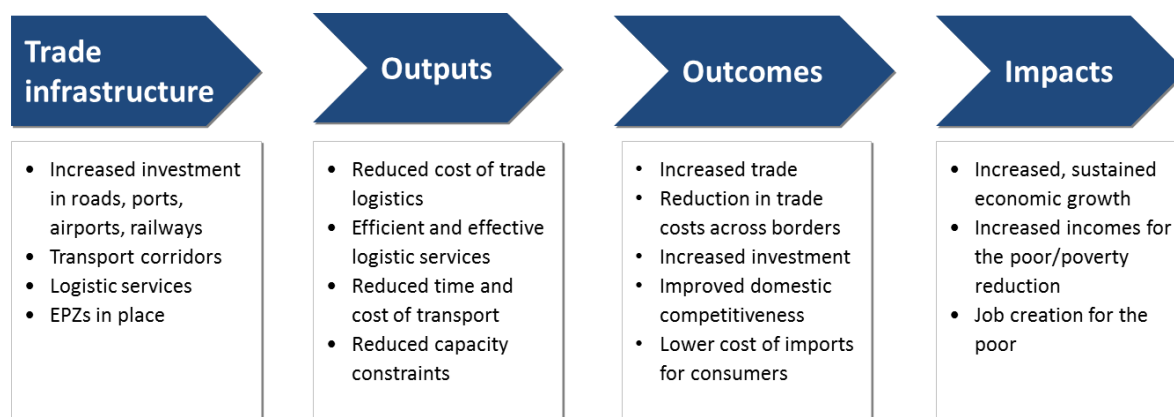 Trade
infrastructure
• Increased investment
in roads, ports,
airports, railways
• Transport corridors
• Logistic services
• EPZs in place
Outputs
• Reduced cost of trade
logistics
• Efficient and effective
logistic services
• Reduced time and
cost of transport
• Reduced capacity
constraints
Outcomes
• Increased trade
• Reduction in trade
costs across borders
• Increased investment
• Improved domestic
competitiveness
• Lower cost of imports
for consumers
Impacts
• Increased, sustained
economic growth
• Increased incomes for
the poor/poverty
reduction
• Job creation for the
poor